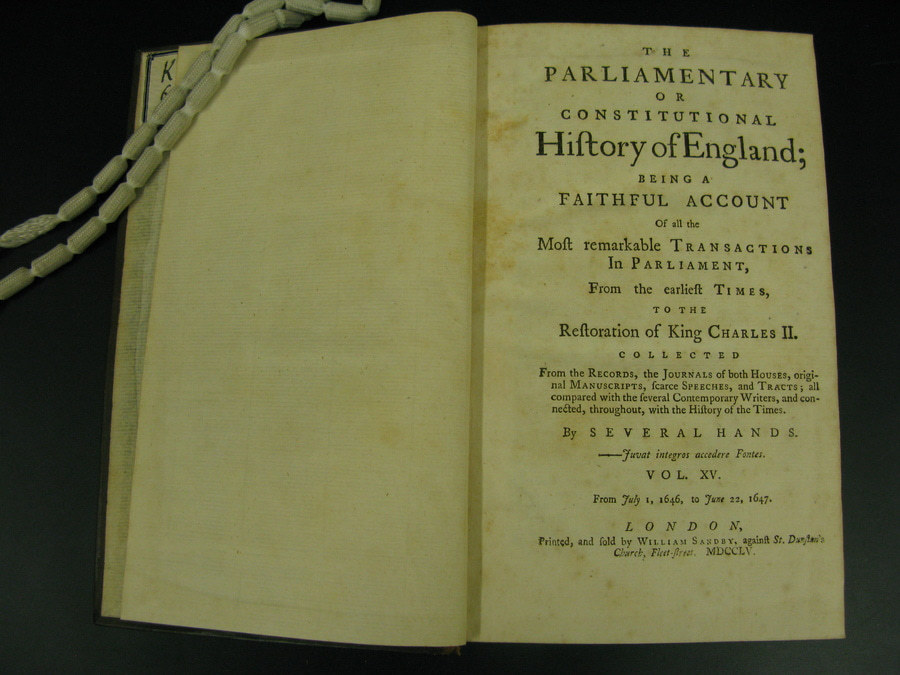 K
THE
PARLIAMENTARY
OR
CONSTITUTIONAL
Hiſtory of England;
BEING A
FAITHFUL ACCOUNT
Of all the
Moſt remarkable TRANSACTIONS
In PARLIAMENT,
From the earlieſt TIMES,
TO THE
Reſtoration of King CHARLES II.
COLLECTED
From the RECORDS, the JOURNALS of both HOUSES, origi-
nal MANUSCRIPTS, ſcarce SPEECHES, and TRACTS; all
compared with the ſeveral Contemporary Writers, and con-
nected, throughout, with the Hiſtory of the Times.
By SEVERAL HANDS.
——Juvat integros accedere Fontes.
VOL. XV.
From July 1, 1646, to June 22, 1647.
LONDON,
Printed, and ſold by WILLIAM SANDBY, againſt St. Dunſtan's
Church, Fleet-ſtreet. MDCCLV.